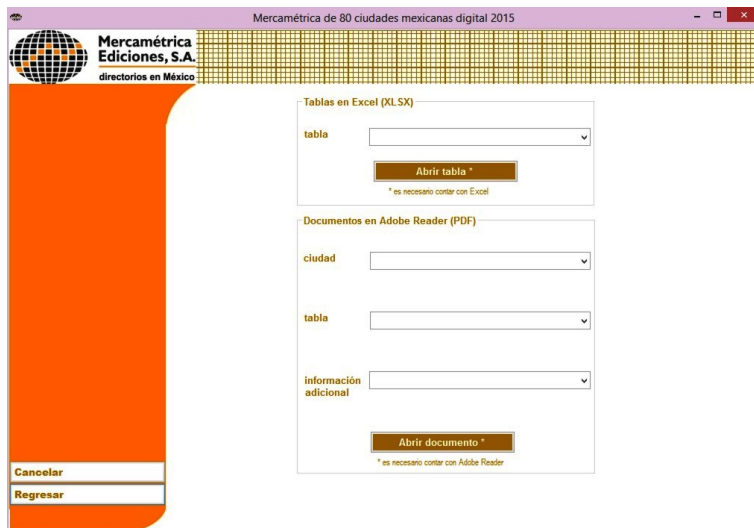 Mercamétrica de 80 ciudades mexicanas digital 2015
Mercamétrica
Ediciones, S.A.
directorios en México
Tablas en Excel (XLSX)
tabla
Abrir tabla *
* es necesario contar con Excel
Documentos en Adobe Reader (PDF)
ciudad
tabla
información
adicional
Abrir documento *
* es necesario contar con Adobe Reader
Cancelar
Regresar